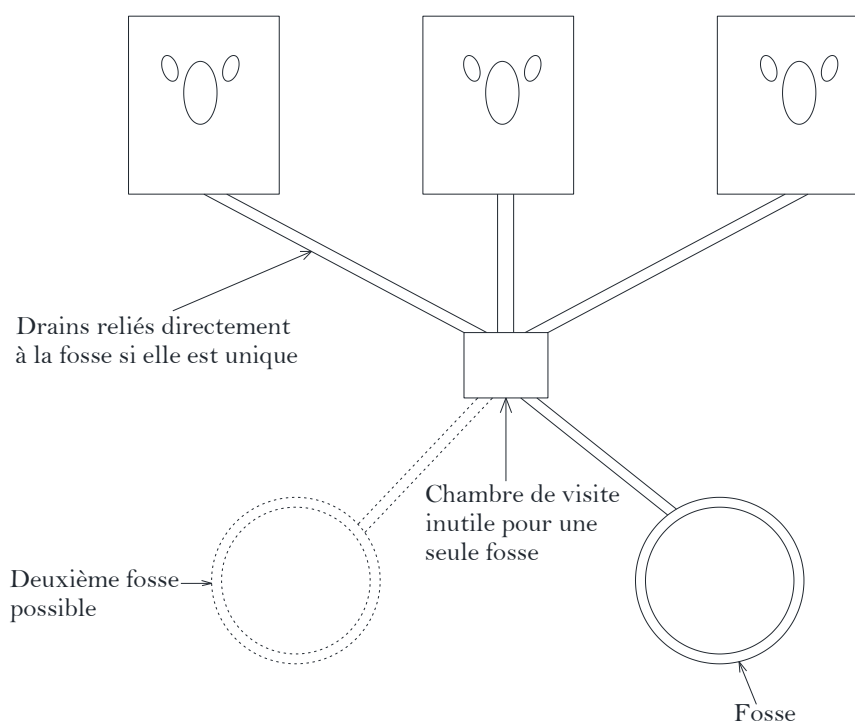 Drains reliés directement
à la fosse si elle est unique
Chambre de visite
inutile pour une
seule fosse
Deuxième fosse
possible
Fosse